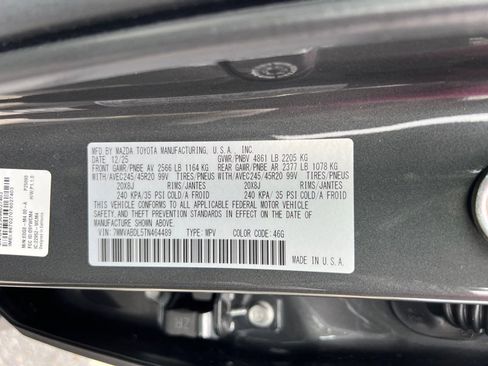 MFD. BY MAZDA TOYOTA MANUFACTURING, U.S.A., INC.
DATE: 12/25 GVWR/PNBV 4861 LB 2205 KG
FRONT GAWR/PNBE AV 2566 LB 1164 KG REAR GAWR/PNBE AR 2377 LB 1078 KG
WITH/AVEC245/45R20 99V TIRES/PNEUS WITH/AVEC245/45R20 99V TIRES/PNEUS
20X8J RIMS/JANTES 20X8J RIMS/JANTES
240 KPA/35 PSI COLD/A FROID 240 KPA/ 35 PSI COLD/A FROID
THIS VEHICLE CONFORMS TO ALL APPLICABLE FEDERAL MOTOR
VEHICLE SAFETY, BUMPER, AND THEFT PREVENTION
STANDARDS IN EFFECT ON THE DATE OF
MANUFACTURE SHOWN ABOVE.
VIN: 7MMVABDL5TN464489 TYPE: MPV COLOR CODE: 46G